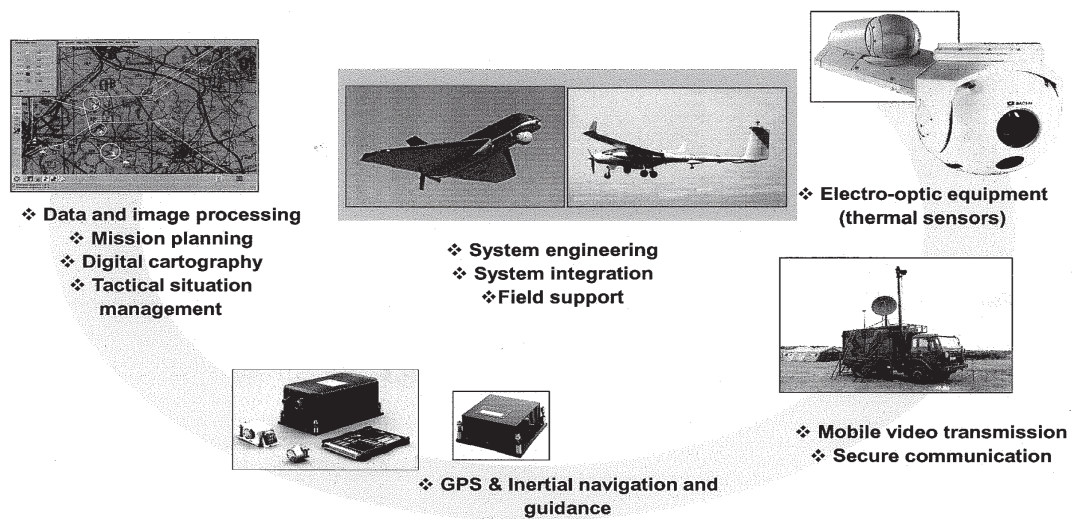 ❖ Data and image processing
❖ Mission planning
❖ Digital cartography
❖ Tactical situation
management
❖ System engineering
❖ System integration
❖Field support
❖ Electro-optic equipment
(thermal sensors)
❖ Mobile video transmission
❖ Secure communication
❖ GPS & Inertial navigation and
guidance